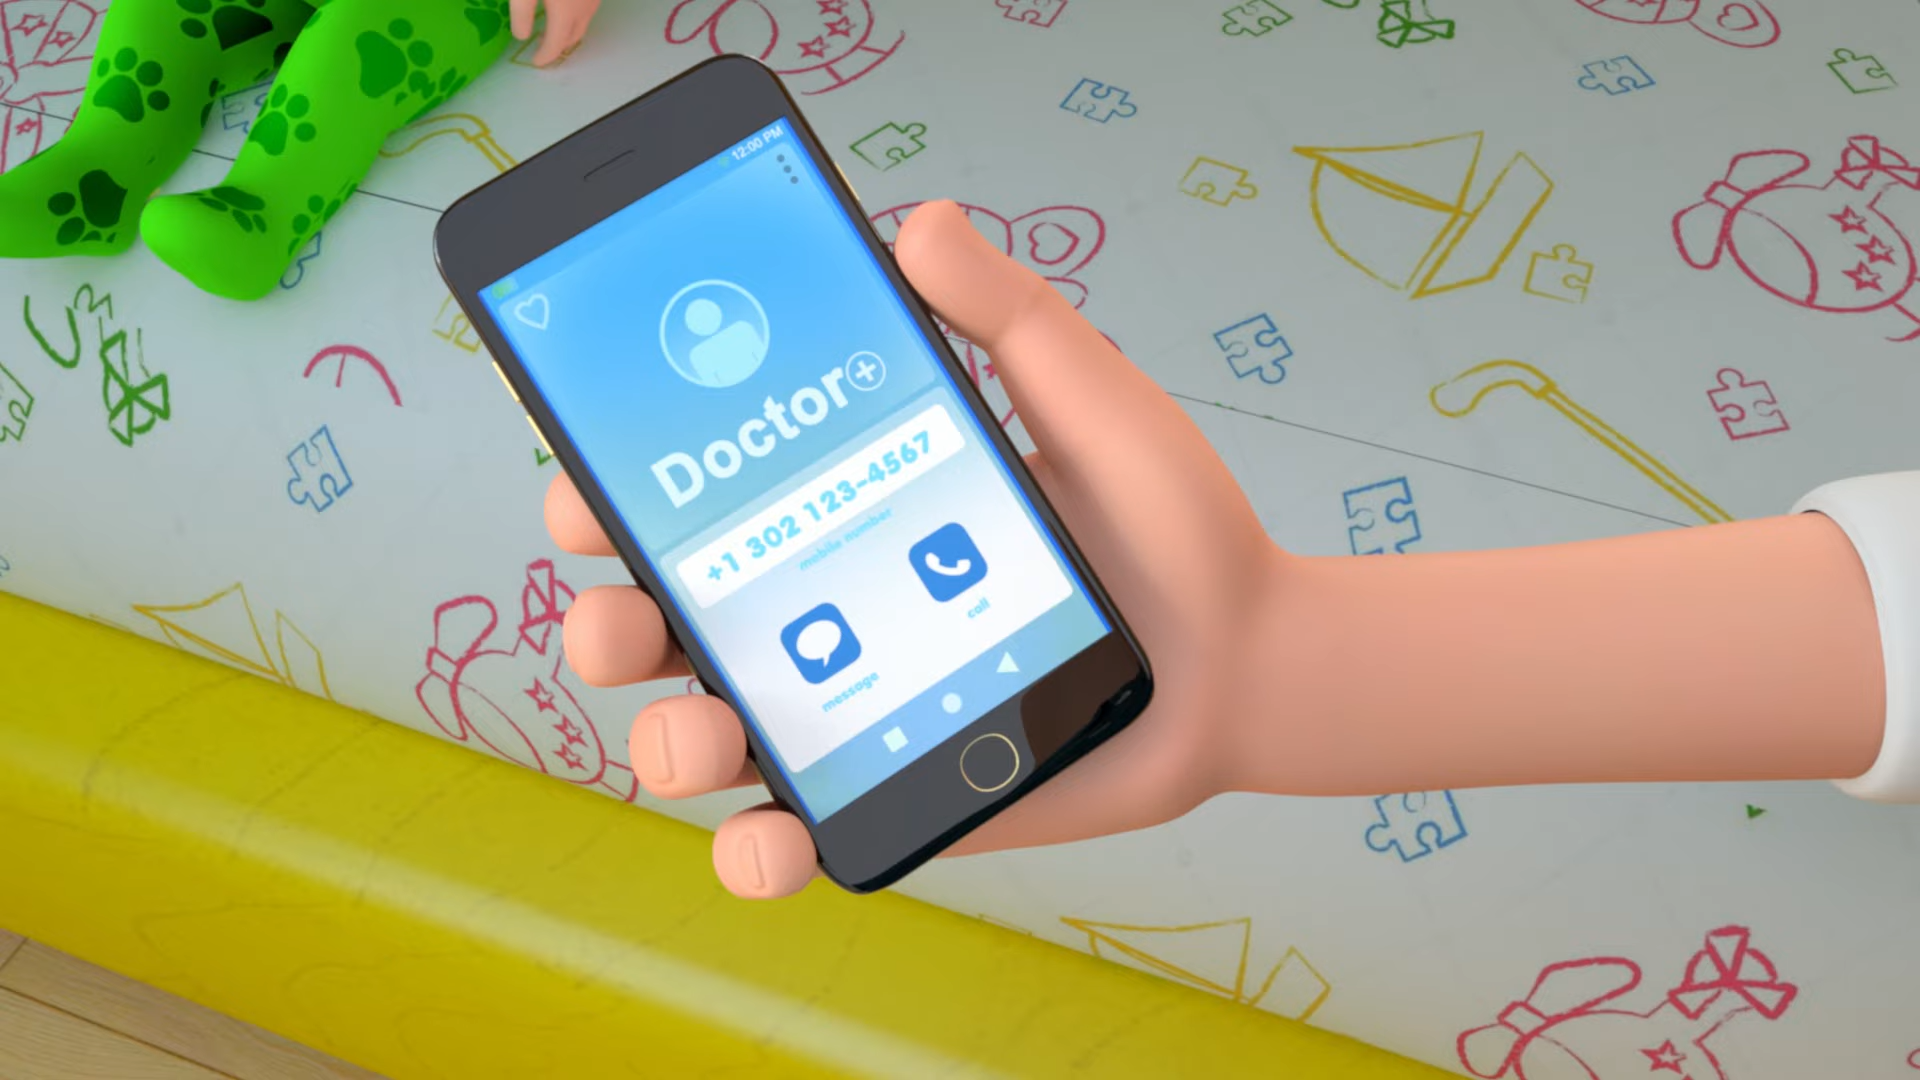 12:00 PM
Doctor
+1 302 123-4567
mobile number
message
call